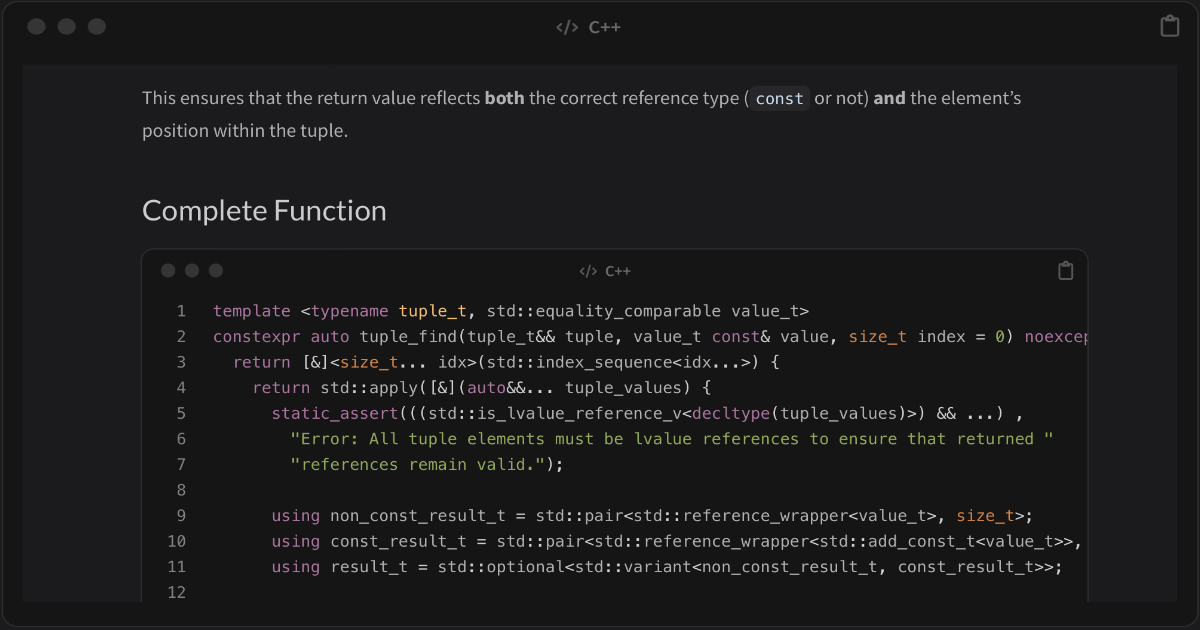 </> C++
This ensures that the return value reflects both the correct reference type ( const or not) and the element’s
position within the tuple.
Complete Function
</> C++
1 template <typename tuple_t, std::equality_comparable value_t>
2 constexpr auto tuple_find(tuple_t&& tuple, value_t const& value, size_t index = 0) noexcep
3 return [&]<size_t... idx>(std::index_sequence<idx...>) {
4 return std::apply([&](auto&&... tuple_values) {
5 static_assert(((std::is_lvalue_reference_v<decltype(tuple_values)>) && ...) ,
6 "Error: All tuple elements must be lvalue references to ensure that returned "
7 "references remain valid.");
8
9 using non_const_result_t = std::pair<std::reference_wrapper<value_t>, size_t>;
10 using const_result_t = std::pair<std::reference_wrapper<std::add_const_t<value_t>>,
11 using result_t = std::optional<std::variant<non_const_result_t, const_result_t>>;
12